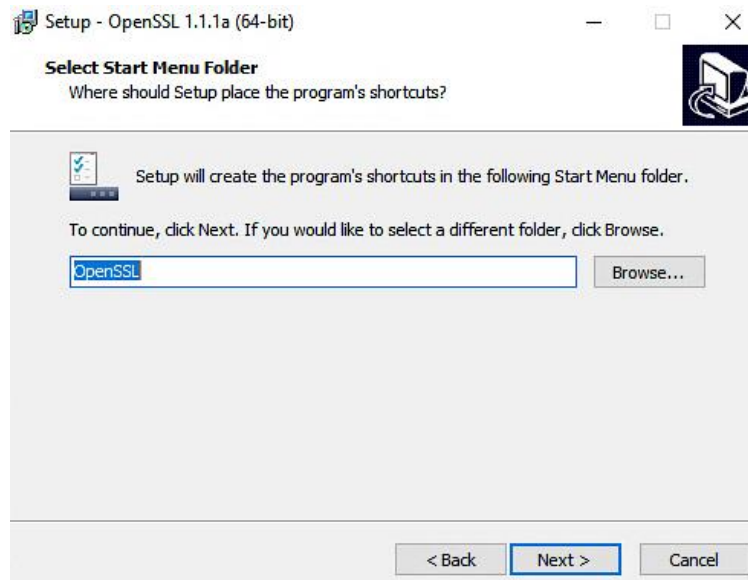 Setup - OpenSSL 1.1.1a (64-bit)
Select Start Menu Folder
Where should Setup place the program's shortcuts?
Setup will create the program's shortcuts in the following Start Menu folder.
To continue, click Next. If you would like to select a different folder, click Browse.
OpenSSL
Browse...
< Back
Next >
Cancel